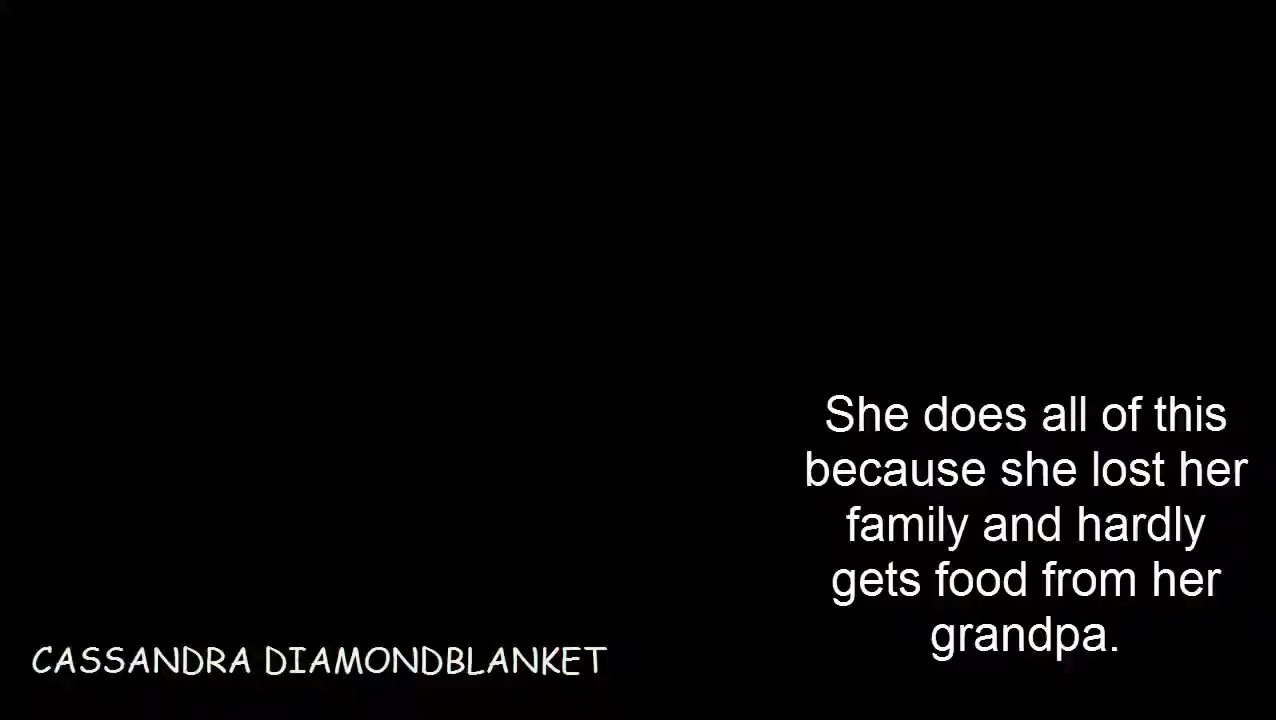 She does all of this
because she lost her
family and hardly
gets food from her
grandpa.
CASSANDRA DIAMONDBLANKET